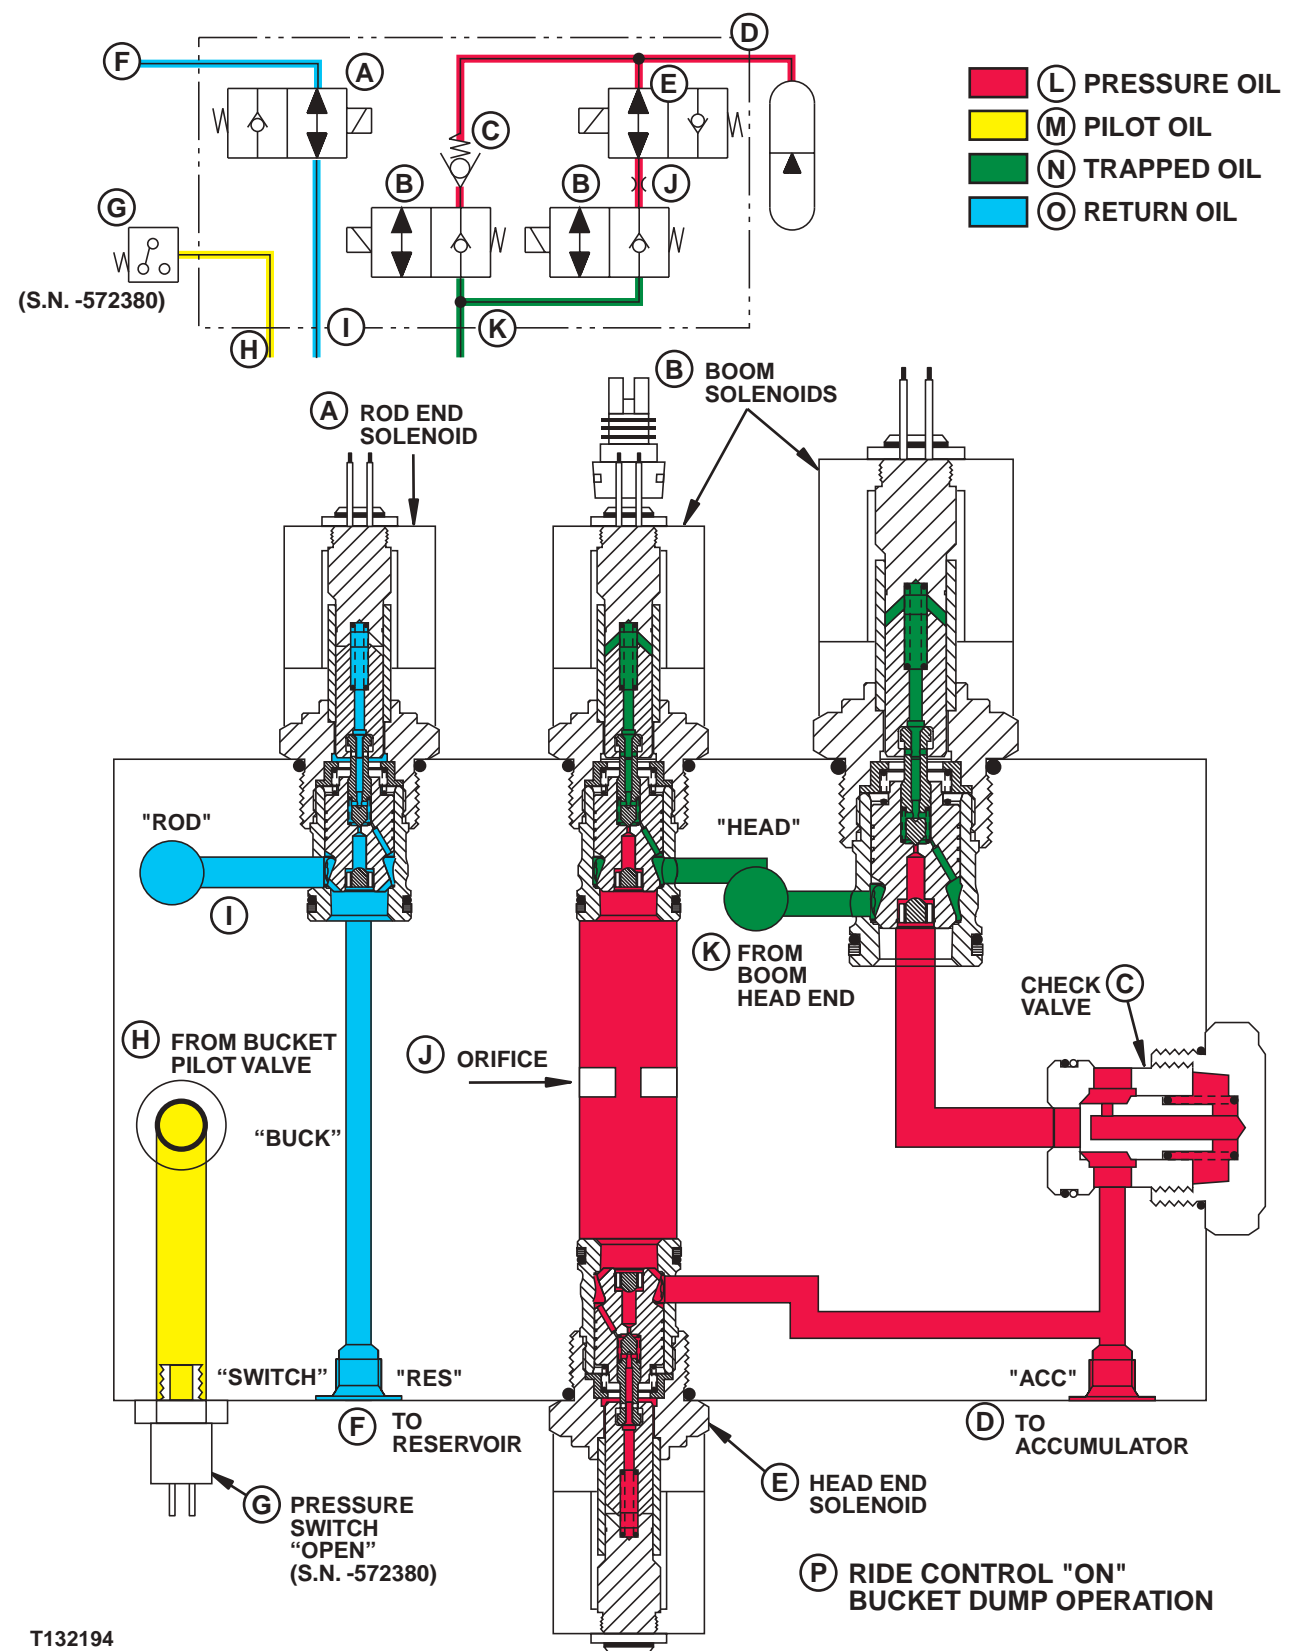 D
F
A
E
L PRESSURE OIL
C
M PILOT OIL
B
B
J
N TRAPPED OIL
G
O RETURN OIL
(S.N. -572380)
I
K
H
B BOOM
SOLENOIDS
A ROD END
SOLENOID
"ROD"
"HEAD"
I
K FROM
BOOM
HEAD END
CHECK C
VALVE
H FROM BUCKET
PILOT VALVE
J ORIFICE
“BUCK”
“SWITCH”
"RES"
"ACC"
F TO
RESERVOIR
D TO
ACCUMULATOR
E HEAD END
SOLENOID
G PRESSURE
SWITCH
“OPEN”
(S.N. -572380)
P RIDE CONTROL "ON"
BUCKET DUMP OPERATION
T132194